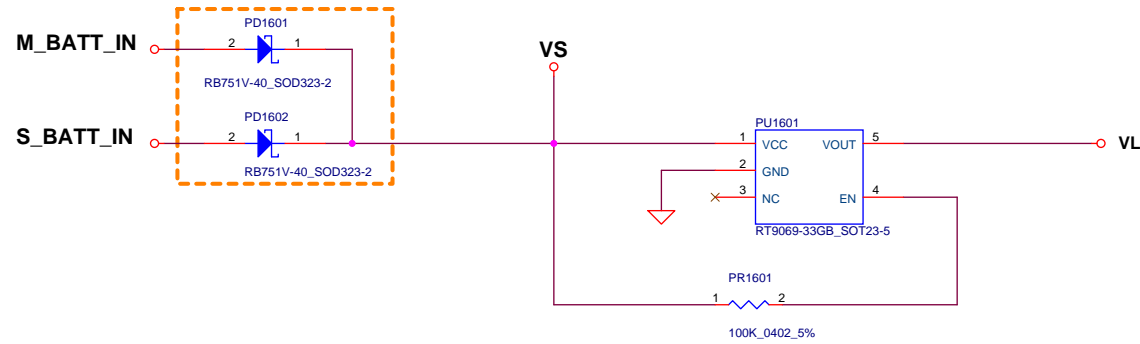 PD1601
M_BATT_IN
2
1
RB751V-40_SOD323-2
PD1602
S_BATT_IN
2
1
RB751V-40_SOD323-2
VS
PU1601
1
VCC
VOUT
5
VL
2
GND
3
NC
EN
4
RT9069-33GB_SOT23-5
PR1601
1
2
100K_0402_5%